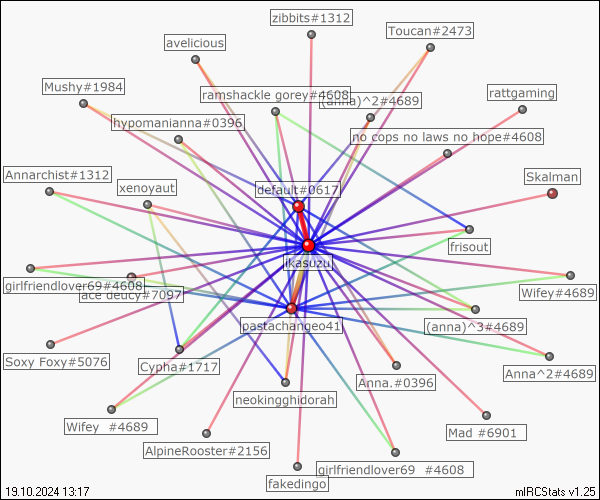 zibbits#1312
Toucan#2473
avelicious
Mushy#1984
ramshackle gorey#4608
(anna)^2#4689
rattgaming
hypomanianna#0396
no cops no laws no hope#4608
Annarchist#1312
xenoyaut
default#0617
Skalman
frisout
ikasuzu
girlfriendlover69#4608
ace deucy#7097
Wifey#4689
pastachangeo41
(anna)^3#4689
Soxy Foxy#5076
Cypha#1717
Anna^2#4689
Anna.#0396
neokingghidorah
Wifey #4689
Mad #6901
AlpineRooster#2156
girlfriendlover69 #4608
fakedingo
19.10.2024 13:17
mIRCStats v1.25